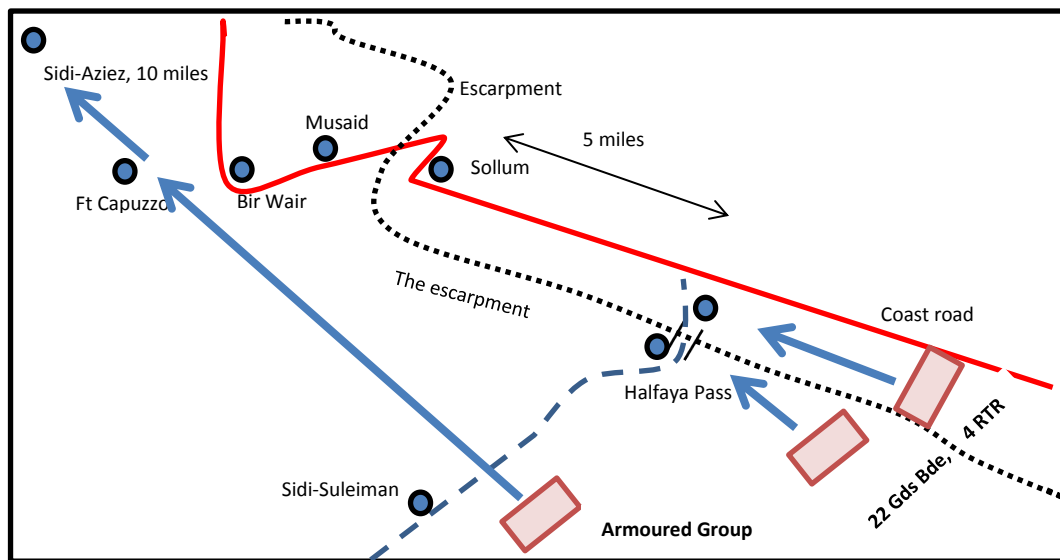 Sidi-Aziez, 10 miles
Escarpment
Musaid
5 miles
Sollum
Ft Capuzzo
Bir Wair
The escarpment
Coast road
Halfaya Pass
22 Gds Bde, 4 RTR
Sidi-Suleiman
Armoured Group